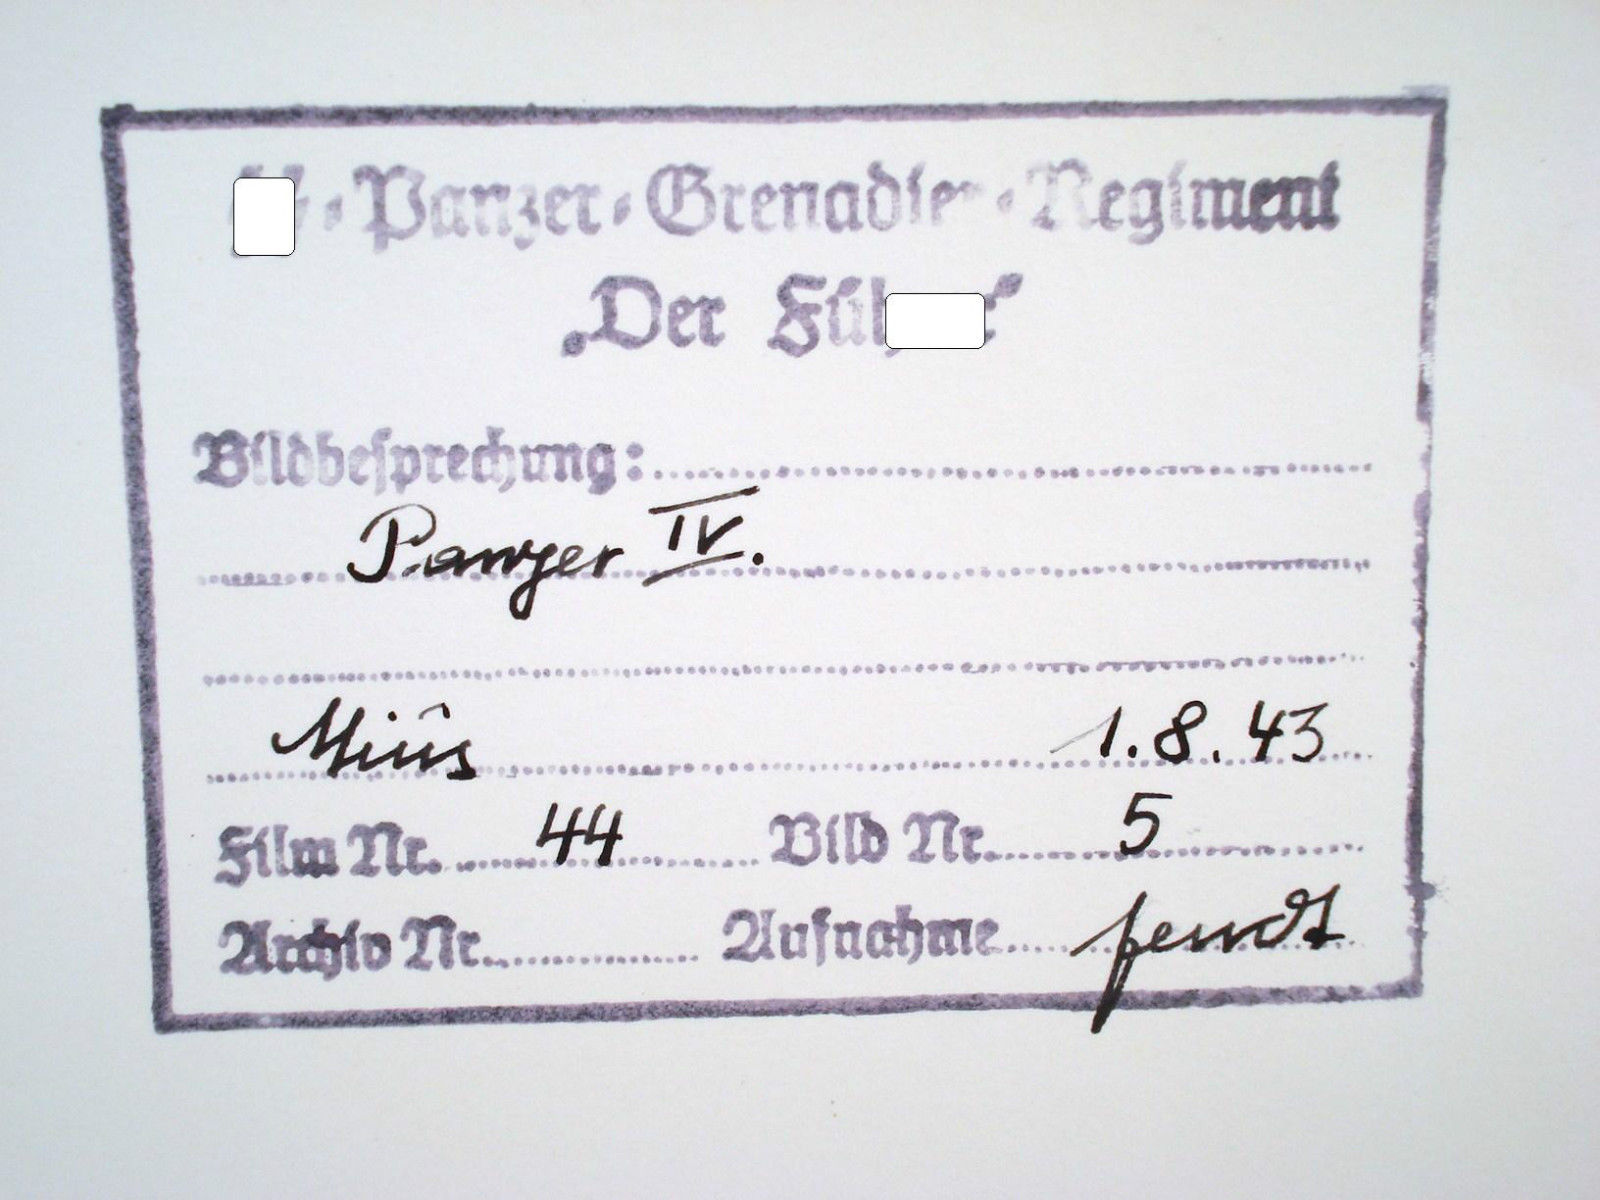 Panzer-Grenadier-Regiment
„Der
Bildbesprechung:
Panzer IV.
Mius 1.8.43
Film Nr. 44 Bild Nr. 5
Archiv Nr. Aufnahme